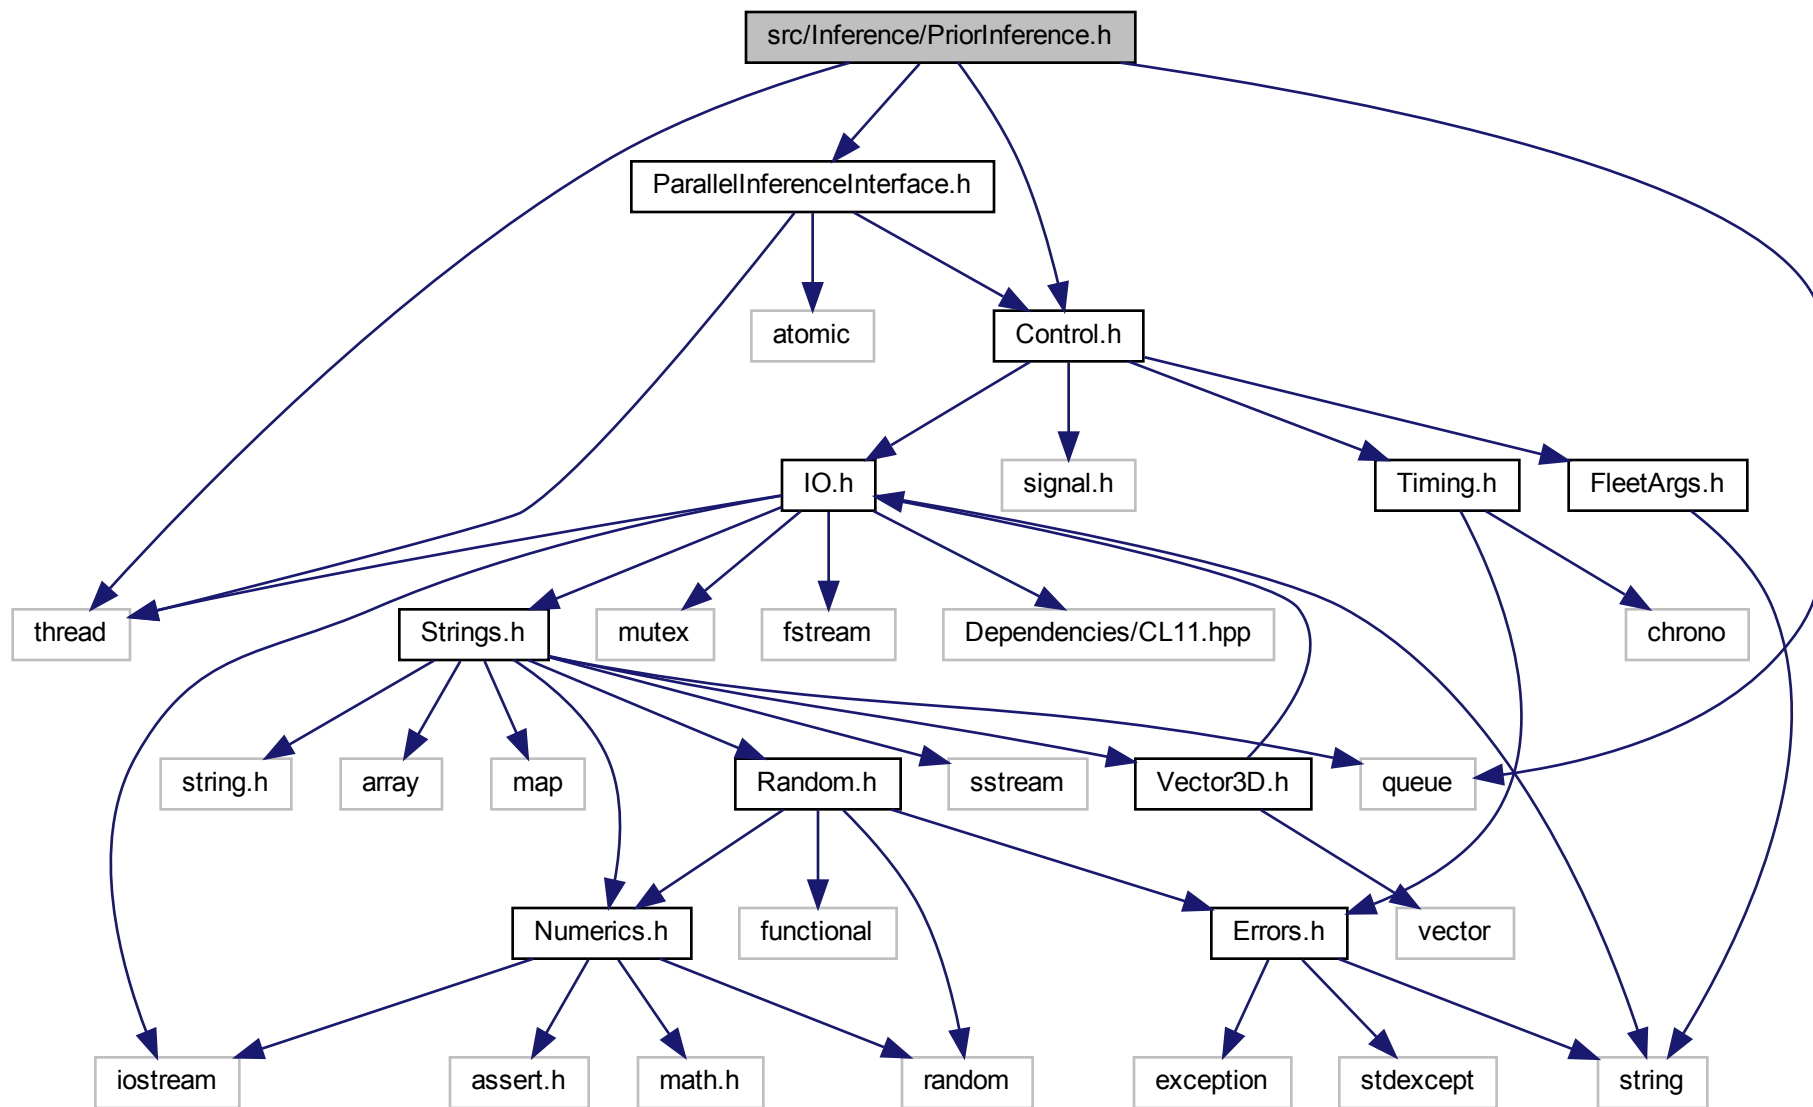 src/Inference/PriorInference.h
ParallelInferenceInterface.h
atomic
Control.h
IO.h
signal.h
Timing.h
FleetArgs.h
thread
Strings.h
mutex
fstream
Dependencies/CL11.hpp
chrono
string.h
array
map
Random.h
sstream
Vector3D.h
queue
Numerics.h
functional
Errors.h
vector
iostream
assert.h
math.h
random
exception
stdexcept
string